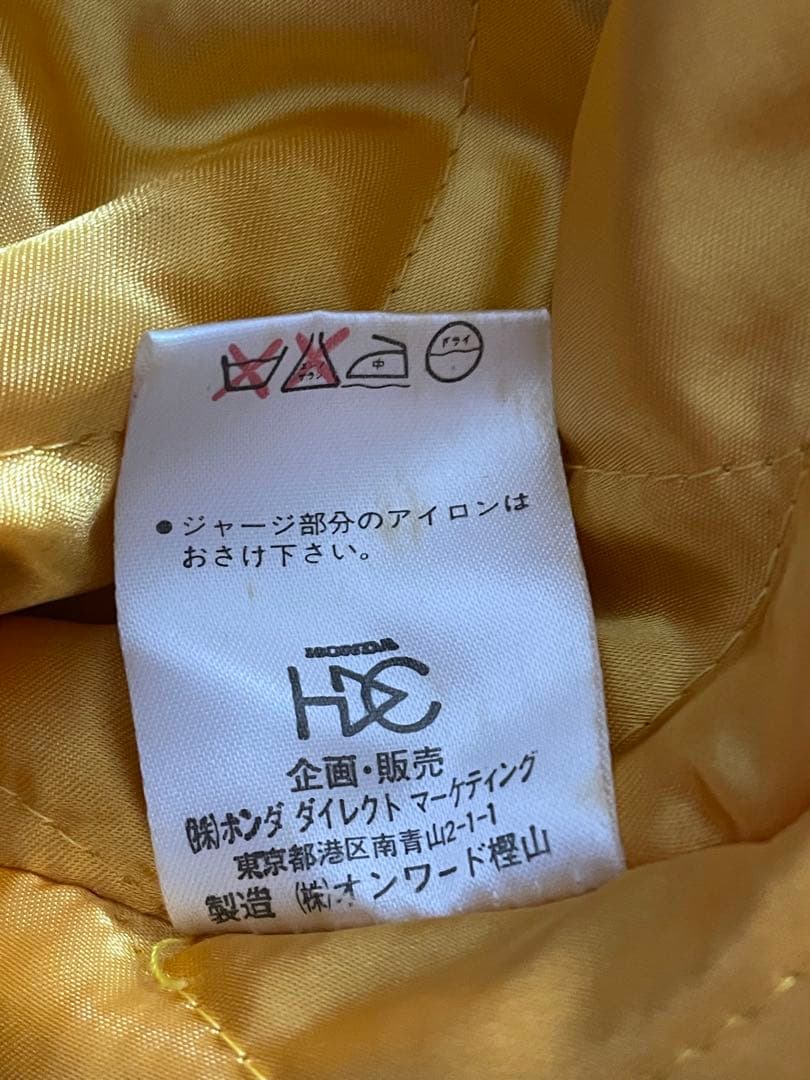 中
ドライ
● ジャージ部分のアイロンは
おさけ下さい。
企画・販売
(株)ホンダ ダイレクト マーケティング
東京都港区南青山2-1-1
製造 (株)オンワード樫山